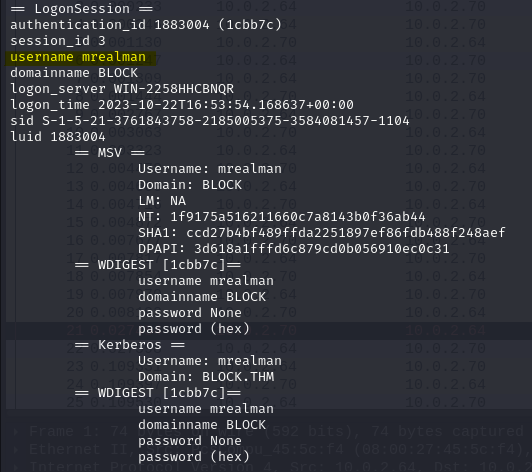 == LogonSession ==
authentication_id 1883004 (1cbb7c)
session_id 3
username mrealman
domainname BLOCK
logon_server WIN-2258HHCBNQR
logon_time 2023-10-22T16:53:54.168637+00:00
sid S-1-5-21-3761843758-2185005375-3584081457-1104
luid 1883004
== MSV ==
Username: mrealman
Domain: BLOCK
LM: NA
NT: 1f9175a516211660c7a8143b0f36ab44
SHA1: ccd27b4bf489ffda2251897ef86fdb488f248aef
DPAPI: 3d618a1fffd6c879cd0b056910ec0c31
== WDIGEST [1cbb7c]==
username mrealman
domainname BLOCK
password None
password (hex)
== Kerberos ==
Username: mrealman
Domain: BLOCK.THM
== WDIGEST [1cbb7c]==
username mrealman
domainname BLOCK
password None
password (hex)